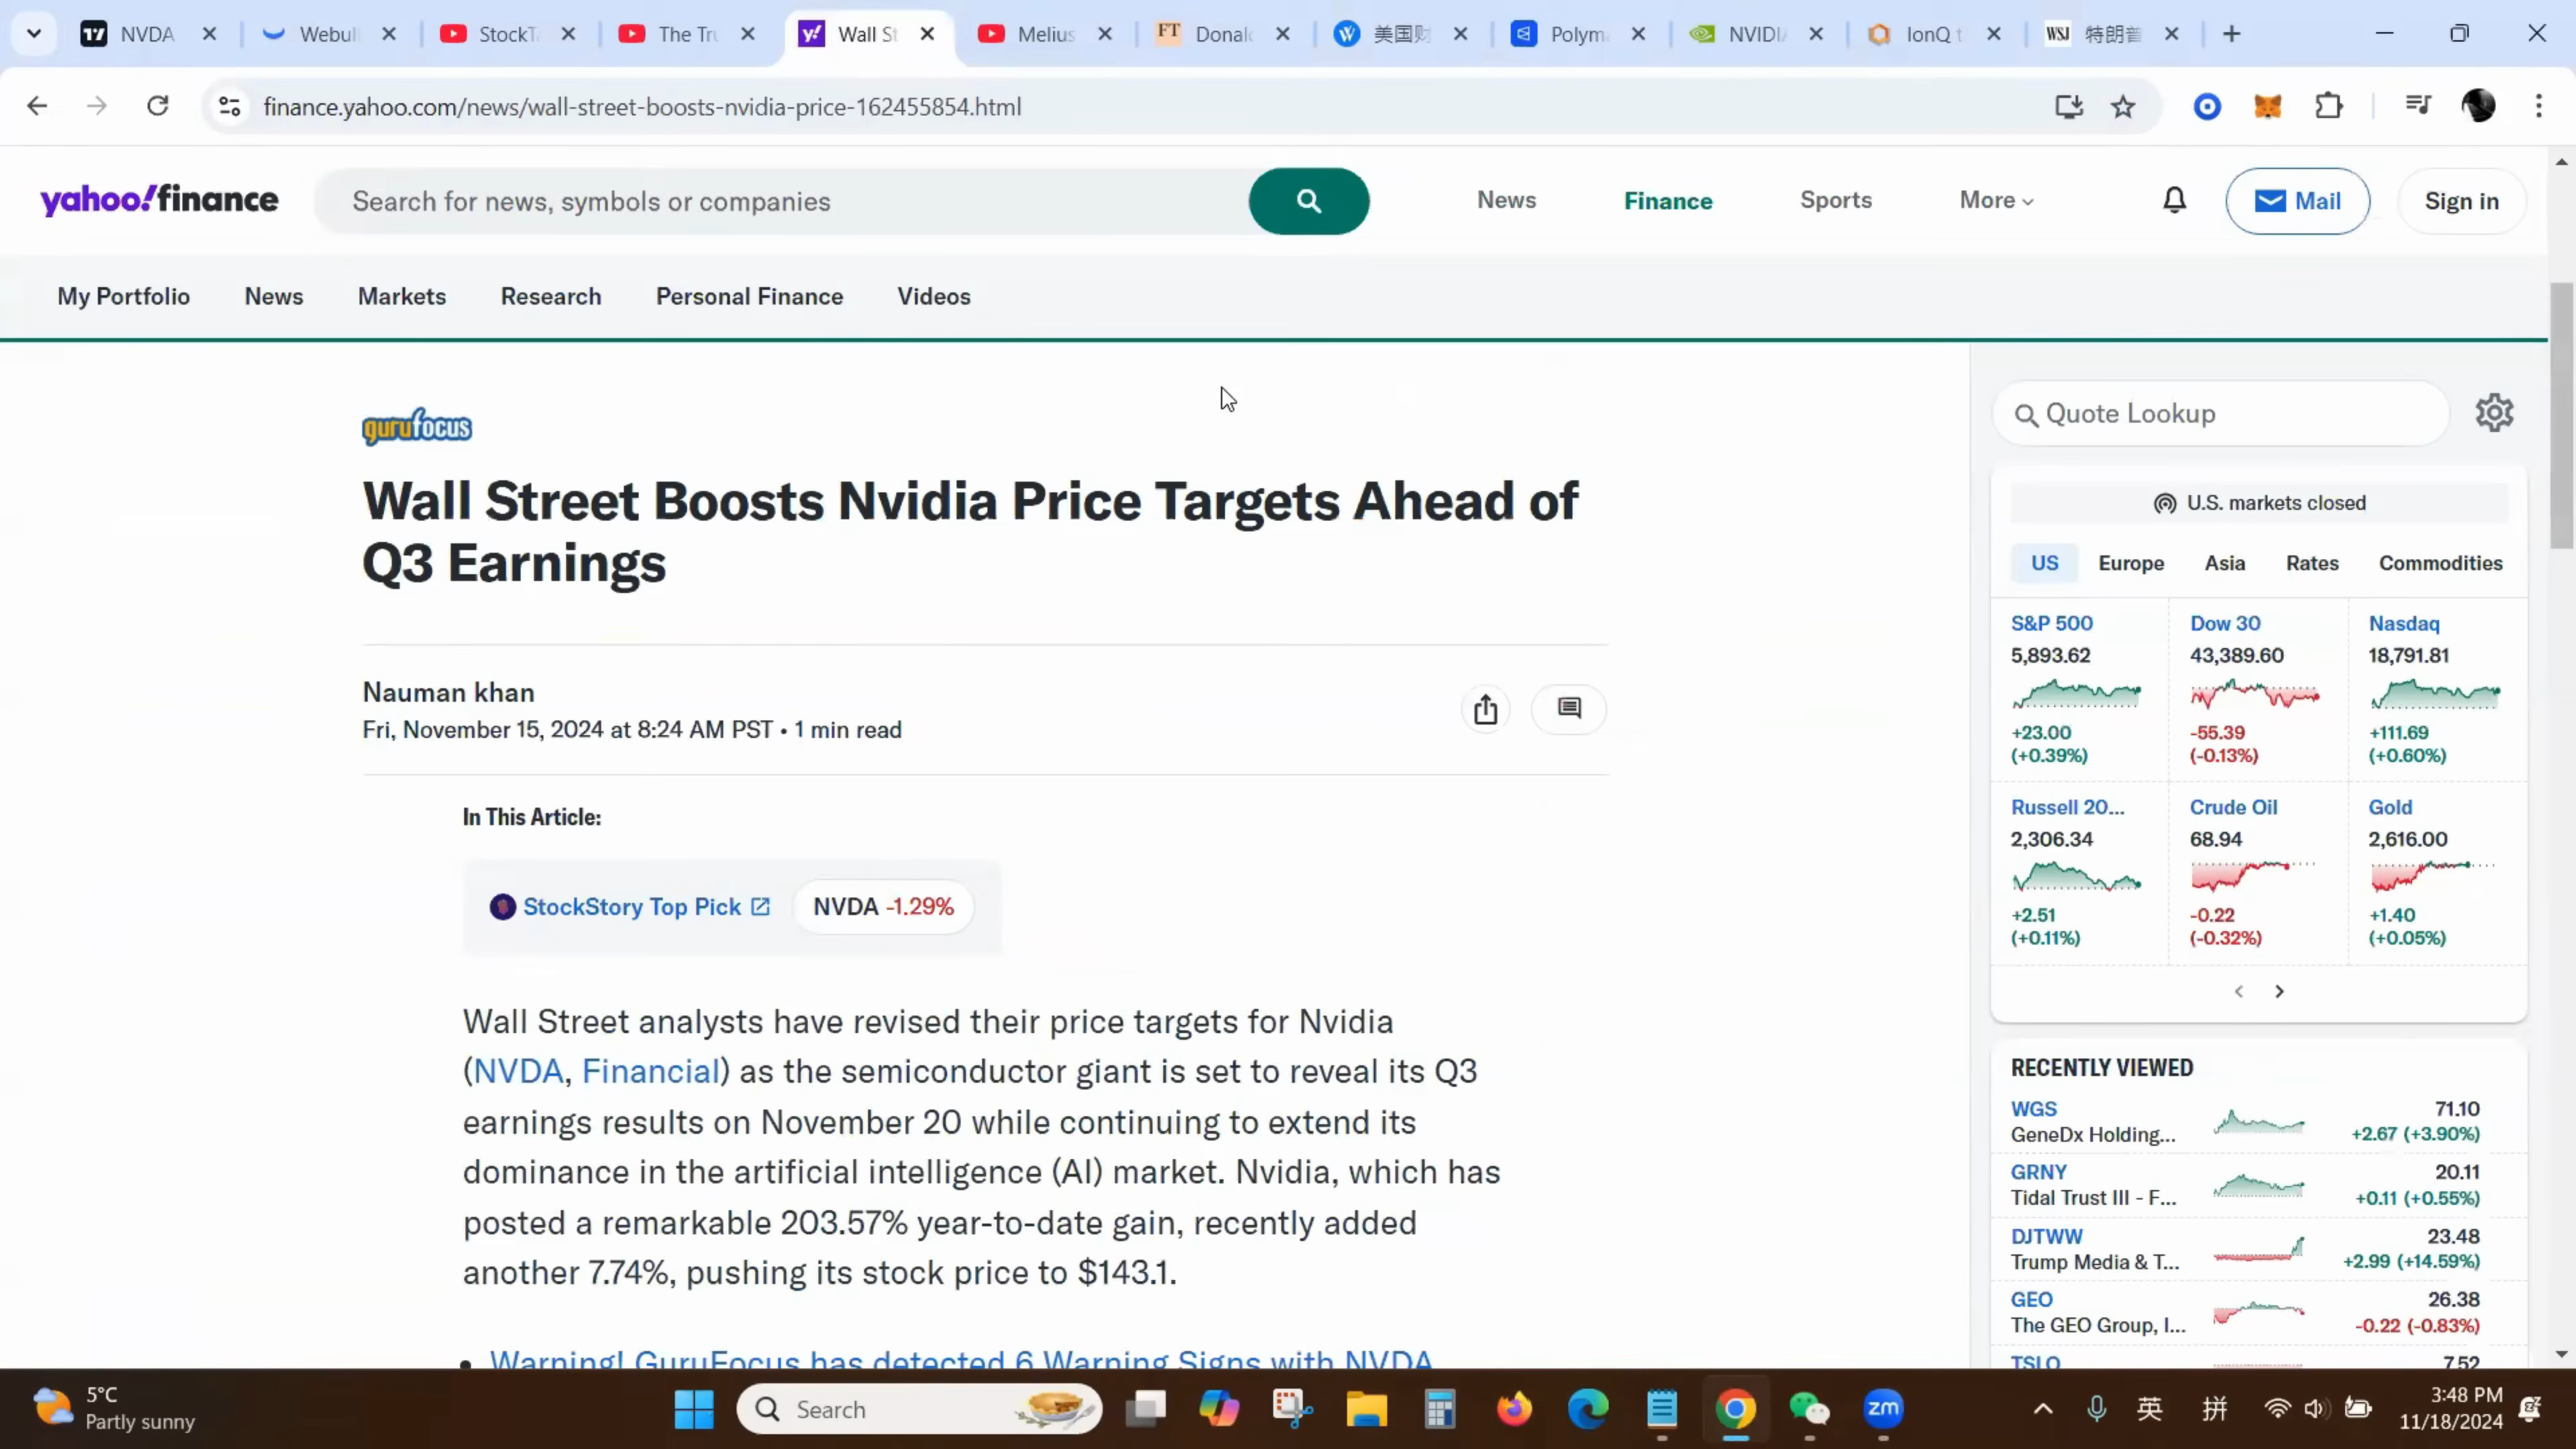 NVDA
Webull
StockT
The Tru
Wall St
Melius
Donald
美国财
Polym
NVIDIA
IonQ t
WSJ
特朗普
finance.yahoo.com/news/wall-street-boosts-nvidia-price-162455854.html
yahoo!finance
Search for news, symbols or companies
News
Finance
Sports
More
Mail
Sign in
My Portfolio
News
Markets
Research
Personal Finance
Videos
gurufocus
Wall Street Boosts Nvidia Price Targets Ahead of
Q3 Earnings
Nauman khan
Fri, November 15, 2024 at 8:24 AM PST • 1 min read
In This Article:
StockStory Top Pick
NVDA -1.29%
Wall Street analysts have revised their price targets for Nvidia
(NVDA, Financial) as the semiconductor giant is set to reveal its Q3
earnings results on November 20 while continuing to extend its
dominance in the artificial intelligence (AI) market. Nvidia, which has
posted a remarkable 203.57% year-to-date gain, recently added
another 7.74%, pushing its stock price to $143.1.
• Warning! GuruFocus has detected 6 Warning Signs with NVDA
Quote Lookup
U.S. markets closed
US Europe Asia Rates Commodities
S&P 500 Dow 30 Nasdaq
5,893.62 43,389.60 18,791.81
+23.00 -55.39 +111.69
(+0.39%) (-0.13%) (+0.60%)
Russell 20... Crude Oil Gold
2,306.34 68.94 2,616.00
+2.51 -0.22 +1.40
(+0.11%) (-0.32%) (+0.05%)
RECENTLY VIEWED
WGS 71.10
GeneDx Holding... +2.67 (+3.90%)
GRNY 20.11
Tidal Trust III - F... +0.11 (+0.55%)
DJTWW 23.48
Trump Media & T... +2.99 (+14.59%)
GEO 26.38
The GEO Group, I... -0.22 (-0.83%)
TSLQ 7.52
5°C
Partly sunny
Search
zm
英
拼
3:48 PM
11/18/2024